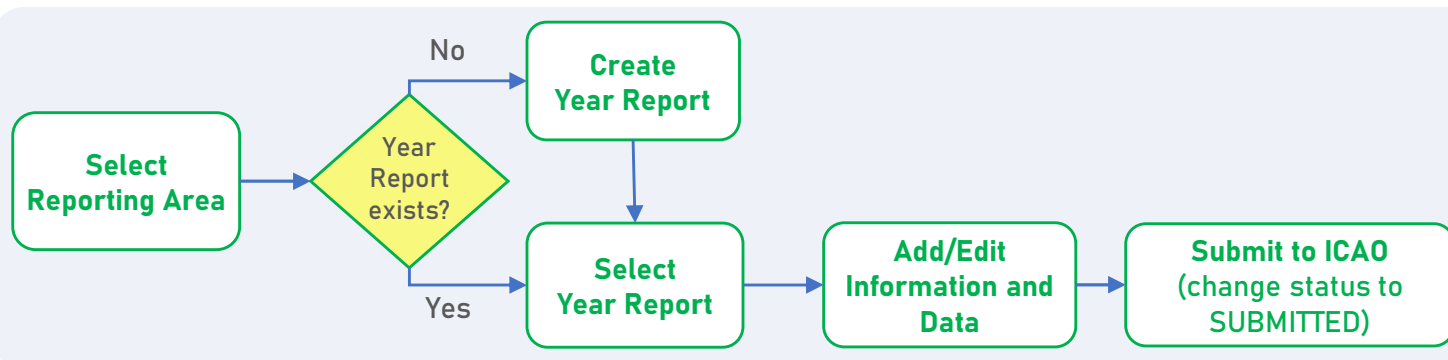 Select
Reporting Area
Year
Report
exists?
No
Create
Year Report
Yes
Select
Year Report
Add/Edit
Information and
Data
Submit to ICAO
(change status to
SUBMITTED)